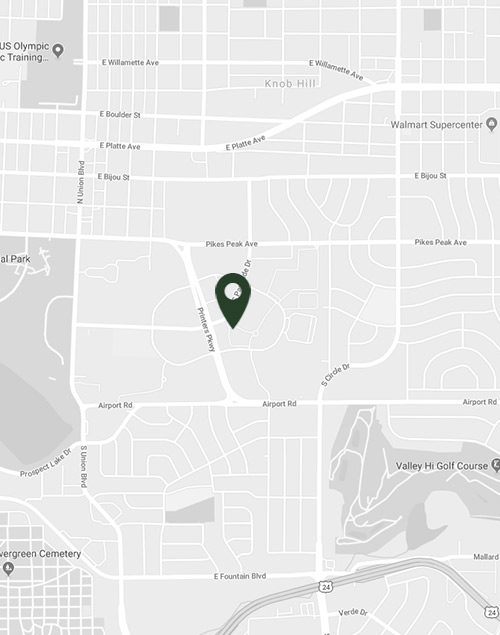 US Olympic
c Training...
E Willamette Ave
E Willamette Ave
Knob Hill
E Boulder St
Walmart Supercenter
E Platte Ave
E Platte Ave
N Union Blvd
E Bijou St
E Bijou St
Pikes Peak Ave
Pikes Peak Ave
al Park
de Dr
Printers Pkwy
S Circle Dr
Airport Rd
Airport Rd
Airport Rd
Prospect Lake Dr
S Union Blvd
Valley Hi Golf Course
vergreen Cemetery
Mallard
E Fountain Blvd
24
24
Verde Dr